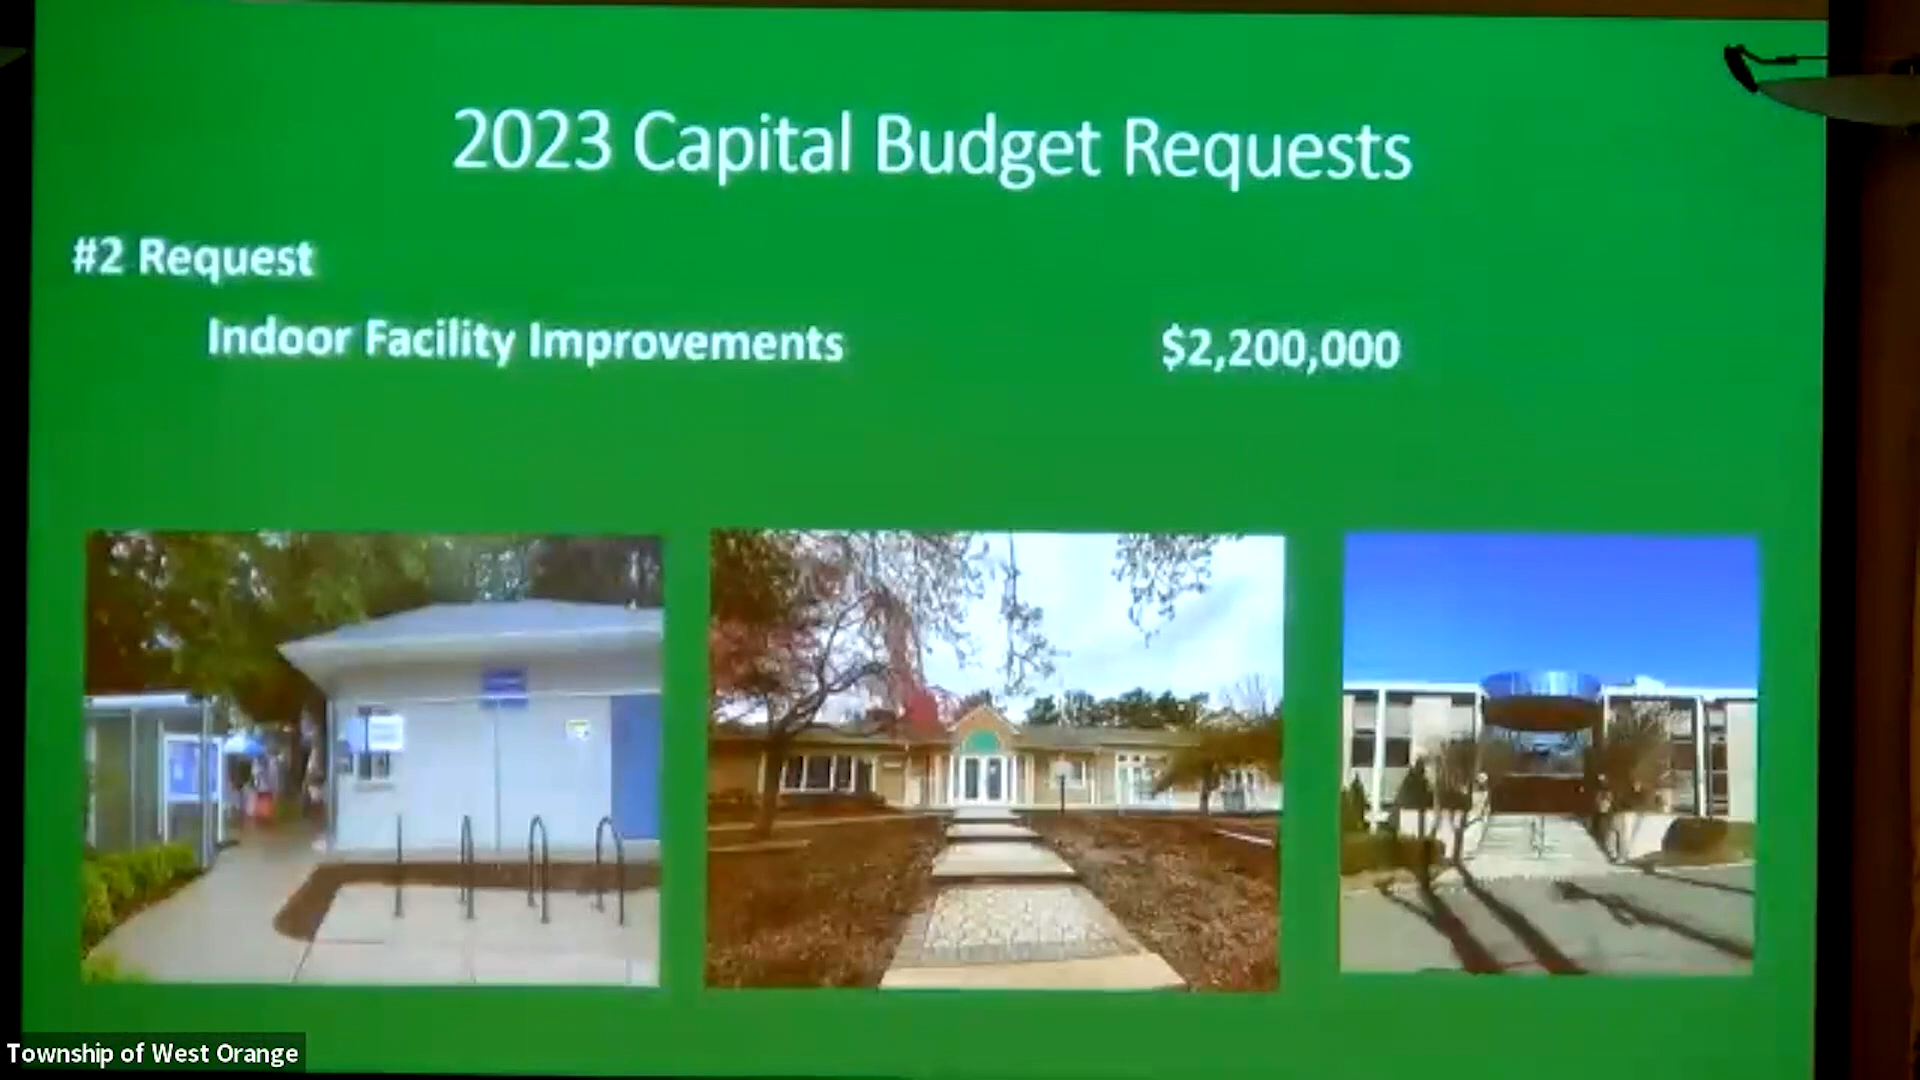 2023 Capital Budget Requests
#2 Request
Indoor Facility Improvements $2,200,000
Township of West Orange